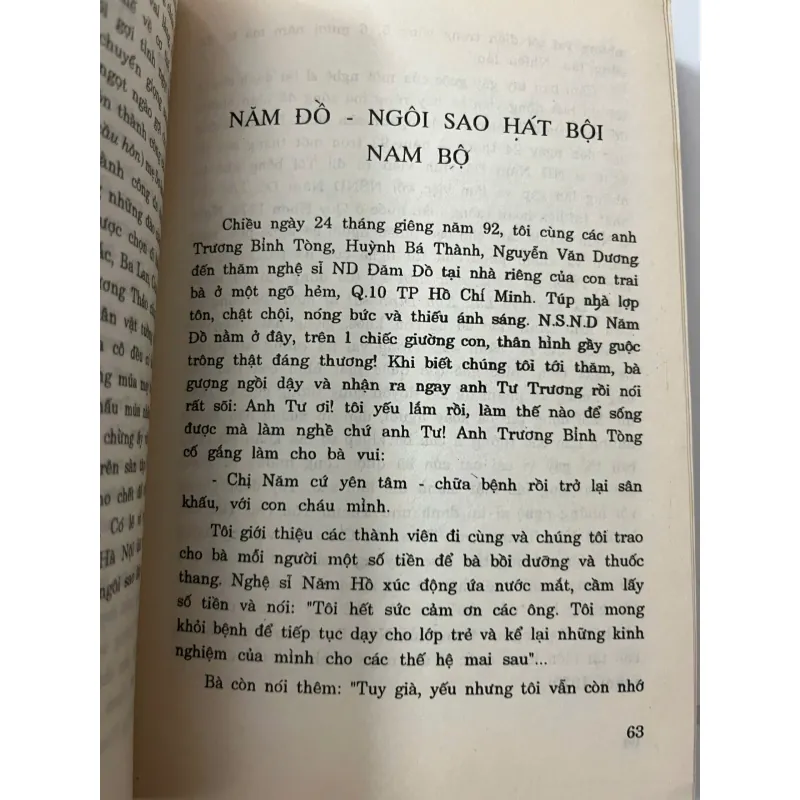 NĂM ĐỒ - NGÔI SAO HÁT BỘI
NAM BỘ
Chiều ngày 24 tháng giêng năm 92, tôi cùng các anh
Trương Bỉnh Tòng, Huỳnh Bá Thành, Nguyễn Văn Dương
đến thăm nghệ sĩ ND Dăm Đồ tại nhà riêng của con trai
bà ở một ngõ hẻm, Q.10 TP Hồ Chí Minh. Túp nhà lợp
tôn, chật chội, nóng bức và thiếu ánh sáng. N.S.N.D Năm
Đồ nằm ở đây, trên 1 chiếc giường con, thân hình gầy guộc
trông thật đáng thương! Khi biết chúng tôi tới thăm, bà
gượng ngồi dậy và nhận ra ngay anh Tư Trương rồi nói
rất sõi: Anh Tư ơi! tôi yếu lắm rồi, làm thế nào để sống
được mà làm nghề chứ anh Tư! Anh Trương Bỉnh Tòng
cố gắng làm cho bà vui:
- Chị Năm cứ yên tâm - chữa bệnh rồi trở lại sân
khấu, với con cháu mình.
Tôi giới thiệu các thành viên đi cùng và chúng tôi trao
cho bà mỗi người một số tiền để bà bồi dưỡng và thuốc
thang. Nghệ sĩ Năm Hồ xúc động ứa nước mắt, cầm lấy
số tiền và nói: "Tôi hết sức cảm ơn các ông. Tôi mong
khỏi bệnh để tiếp tục dạy cho lớp trẻ và kể lại những kinh
nghiệm của mình cho các thế hệ mai sau"...
Bà còn nói thêm: "Tuy già, yếu nhưng tôi vẫn còn nhớ
63